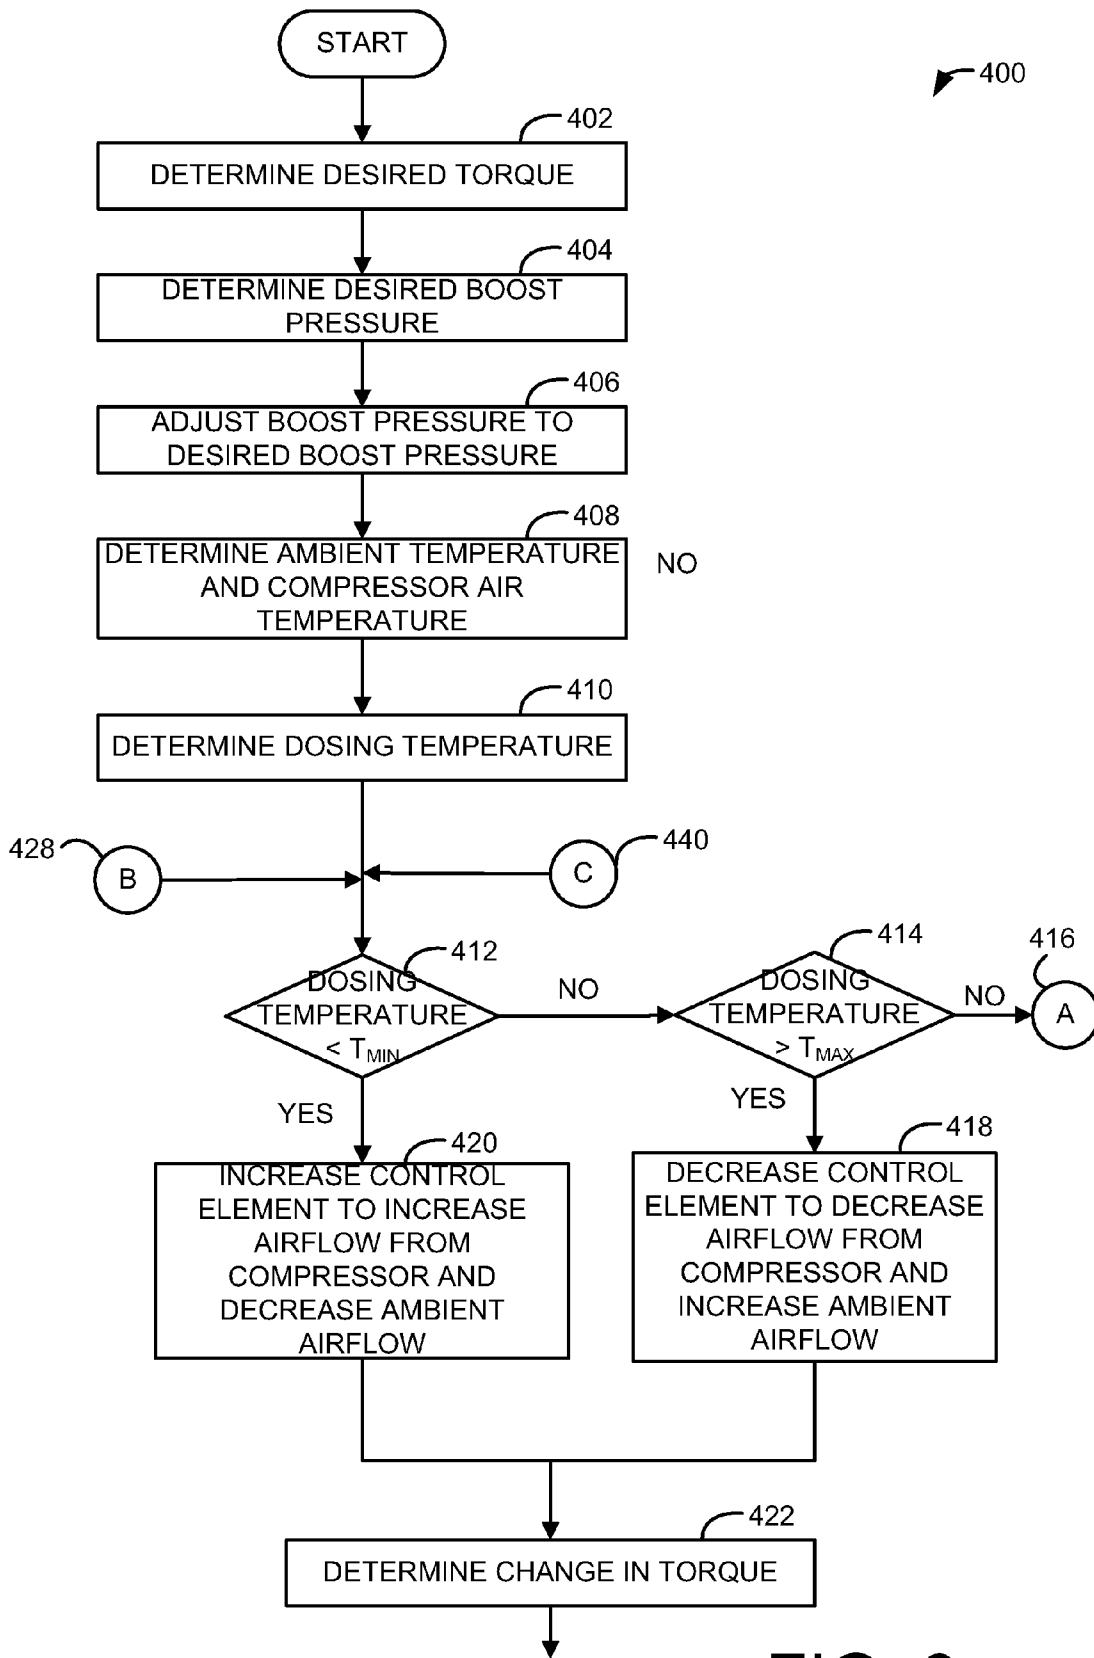 START
400
402
DETERMINE DESIRED TORQUE
404
DETERMINE DESIRED BOOST
PRESSURE
406
ADJUST BOOST PRESSURE TO
DESIRED BOOST PRESSURE
408
DETERMINE AMBIENT TEMPERATURE
AND COMPRESSOR AIR
TEMPERATURE
NO
410
DETERMINE DOSING TEMPERATURE
428
B
C
440
412
DOSING
TEMPERATURE
< TMIN
NO
414
DOSING
TEMPERATURE
> TMAX
NO
416
A
YES
YES
420
INCREASE CONTROL
ELEMENT TO INCREASE
AIRFLOW FROM
COMPRESSOR AND
DECREASE AMBIENT
AIRFLOW
418
DECREASE CONTROL
ELEMENT TO DECREASE
AIRFLOW FROM
COMPRESSOR AND
INCREASE AMBIENT
AIRFLOW
422
DETERMINE CHANGE IN TORQUE